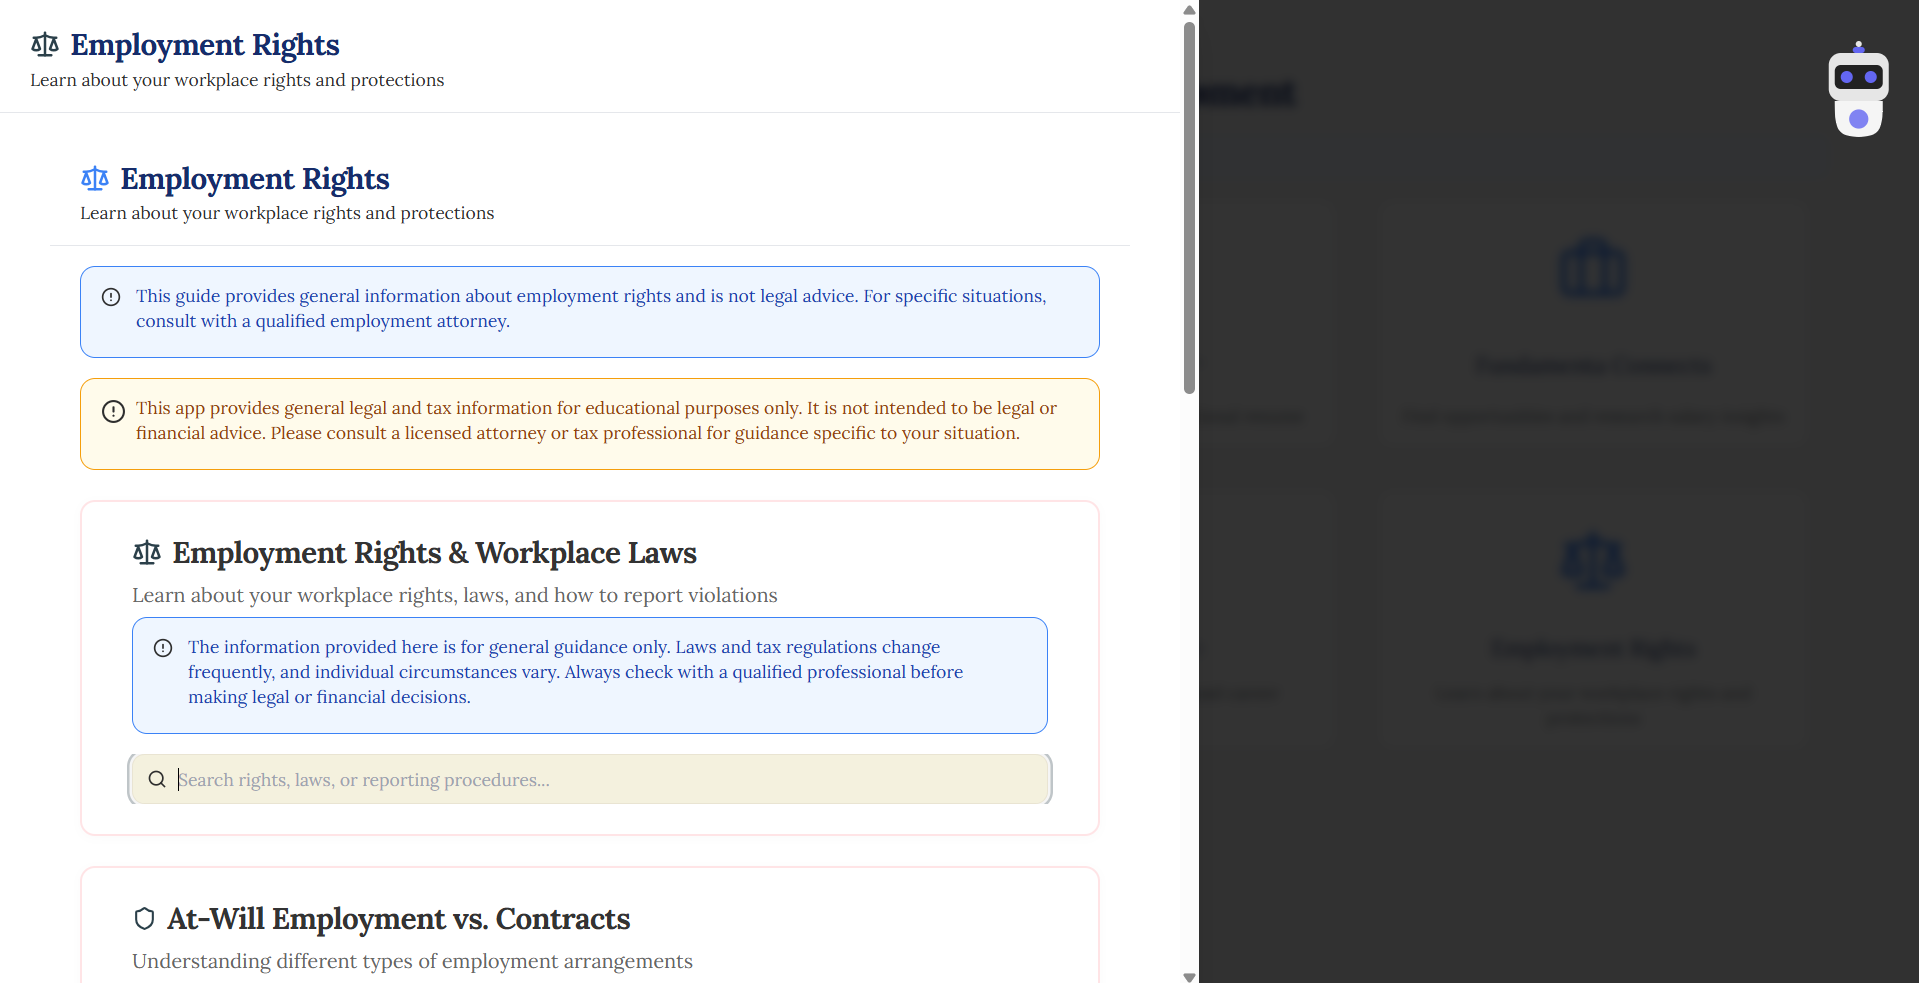 Employment Rights
Learn about your workplace rights and protections
Employment Rights
Learn about your workplace rights and protections
This guide provides general information about employment rights and is not legal advice. For specific situations,
consult with a qualified employment attorney.
This app provides general legal and tax information for educational purposes only. It is not intended to be legal or
financial advice. Please consult a licensed attorney or tax professional for guidance specific to your situation.
Employment Rights & Workplace Laws
Learn about your workplace rights, laws, and how to report violations
The information provided here is for general guidance only. Laws and tax regulations change
frequently, and individual circumstances vary. Always check with a qualified professional before
making legal or financial decisions.
Search rights, laws, or reporting procedures...
At-Will Employment vs. Contracts
Understanding different types of employment arrangements
Employment Rights